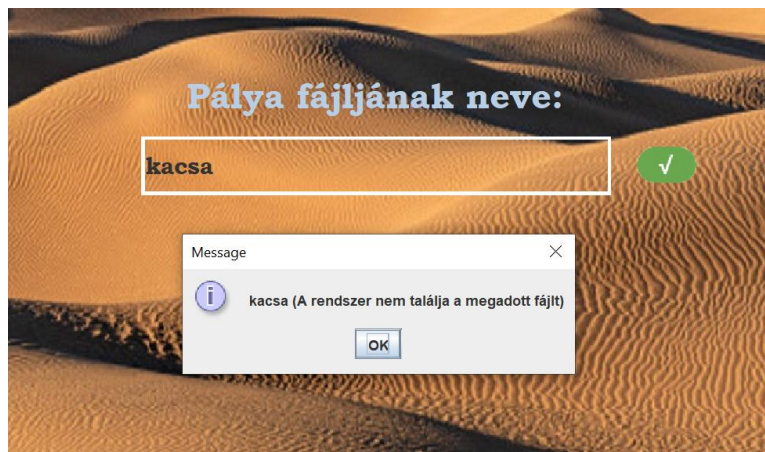 Pálya fájljának neve:
kacsa
√
Message
kacsa (A rendszer nem találja a megadott fájlt)
OK